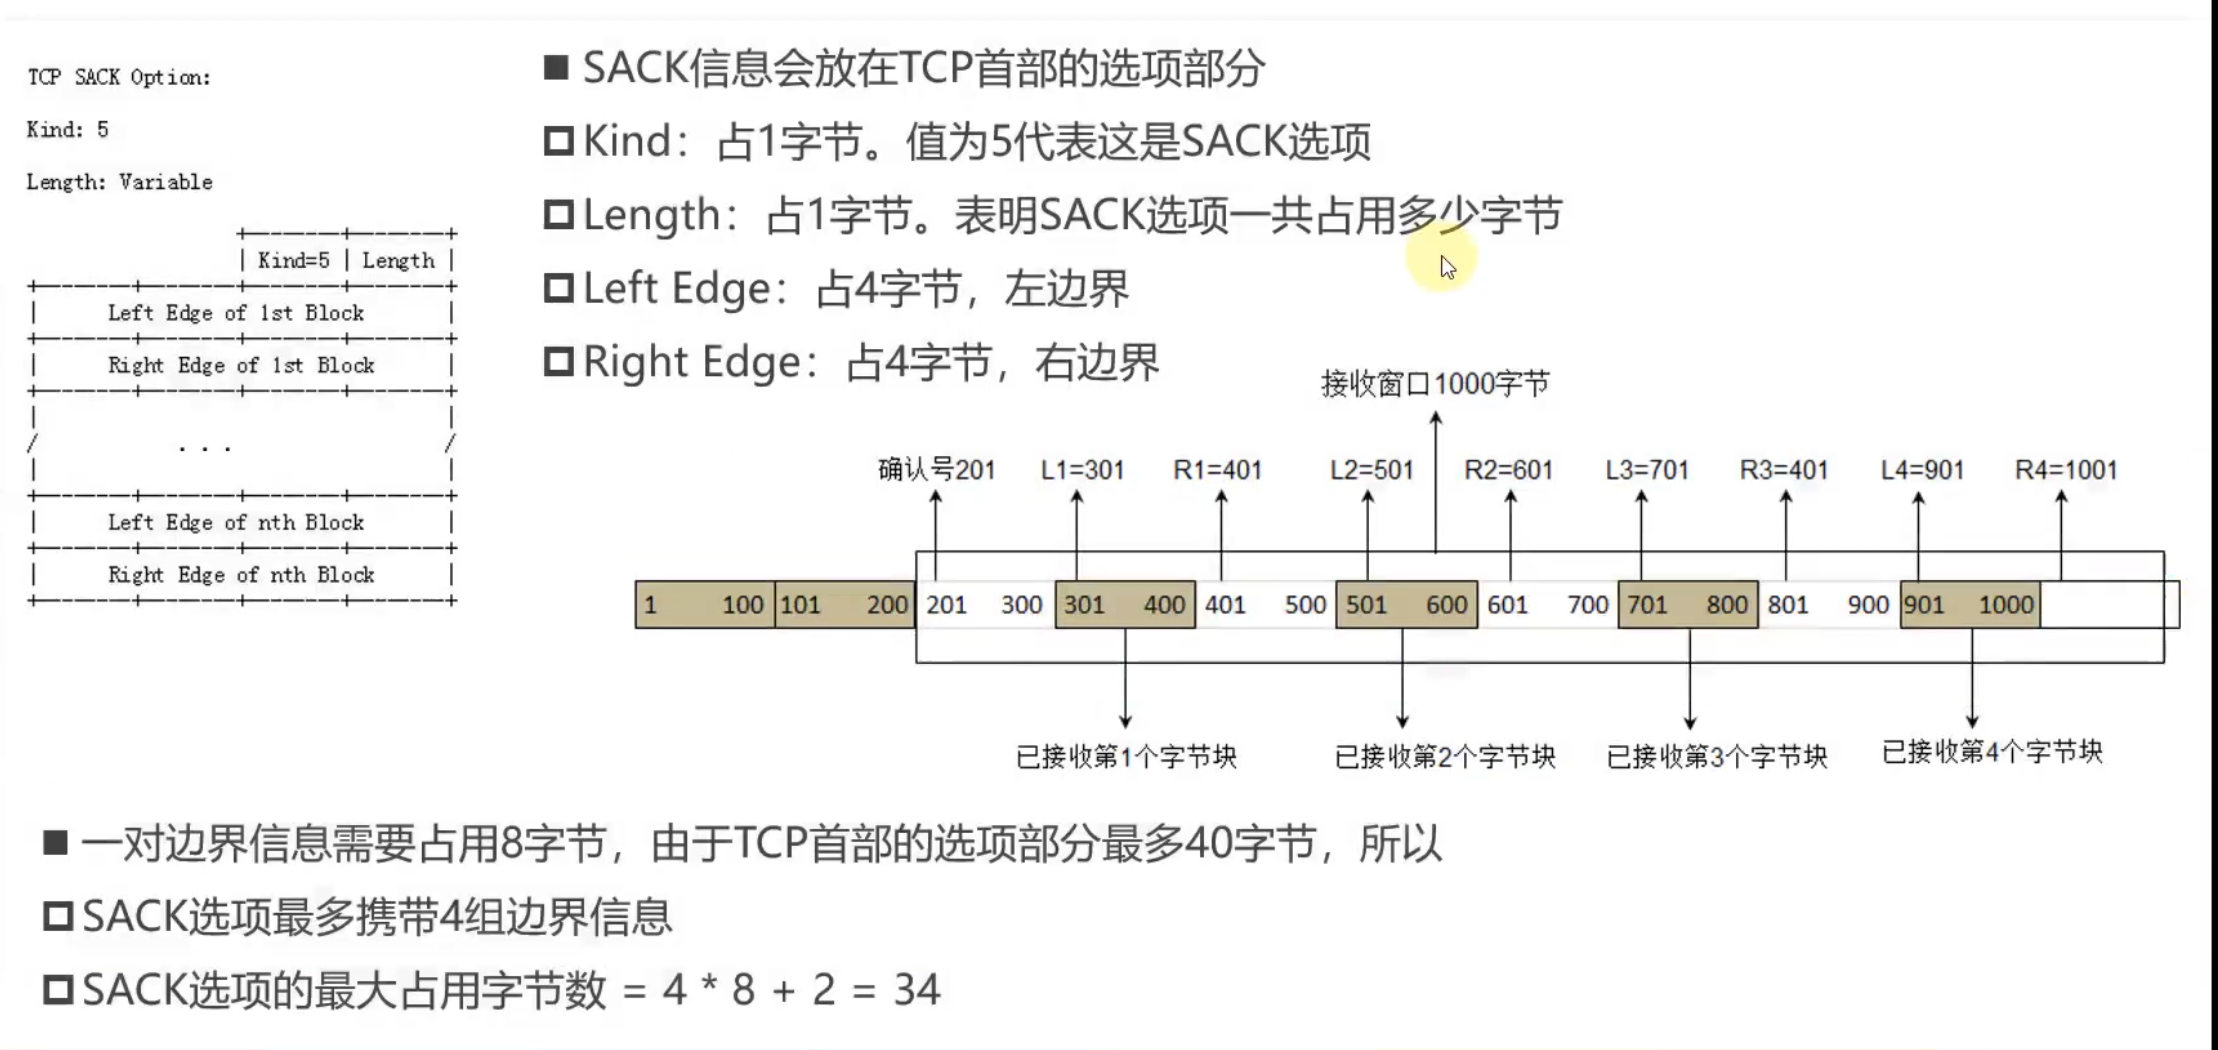 TCP SACK Option:
Kind: 5
Length: Variable
Kind=5 Length
Left Edge of 1st Block
Right Edge of 1st Block
...
Left Edge of nth Block
Right Edge of nth Block
SACK信息会放在TCP首部的选项部分
Kind：占1字节。值为5代表这是SACK选项
Length：占1字节。表明SACK选项一共占用多少字节
Left Edge：占4字节，左边界
Right Edge：占4字节，右边界
接收窗口1000字节
确认号201 L1=301 R1=401 L2=501 R2=601 L3=701 R3=401 L4=901 R4=1001
1 100 101 200 201 300 301 400 401 500 501 600 601 700 701 800 801 900 901 1000
已接收第1个字节块 已接收第2个字节块 已接收第3个字节块 已接收第4个字节块
一对边界信息需要占用8字节，由于TCP首部的选项部分最多40字节，所以
SACK选项最多携带4组边界信息
SACK选项的最大占用字节数 = 4 * 8 + 2 = 34